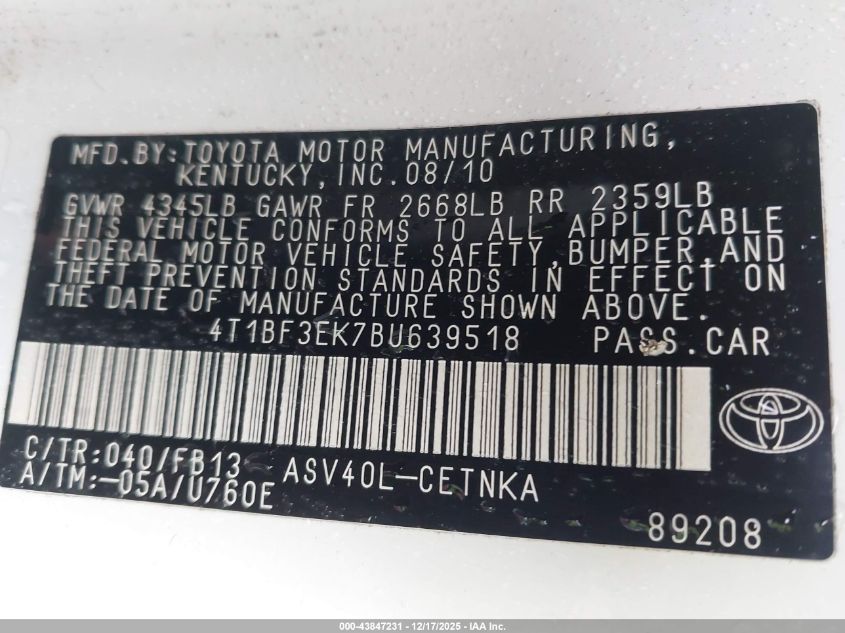 MFD.BY:TOYOTA MOTOR MANUFACTURING,
KENTUCKY,INC.08/10
GVWR 4345LB GAWR FR 2668LB RR 2359LB
THIS VEHICLE CONFORMS TO ALL APPLICABLE
FEDERAL MOTOR VEHICLE SAFETY,BUMPER,AND
THEFT PREVENTION STANDARDS IN EFFECT ON
THE DATE OF MANUFACTURE SHOWN ABOVE.
4T1BF3EK7BU639518 PASS.CAR
C/TR:040/FB13 ASV40L-CETNKA
A/TM:-05A/U760E
89208
000-43847231 - 12/17/2025 - IAA Inc.